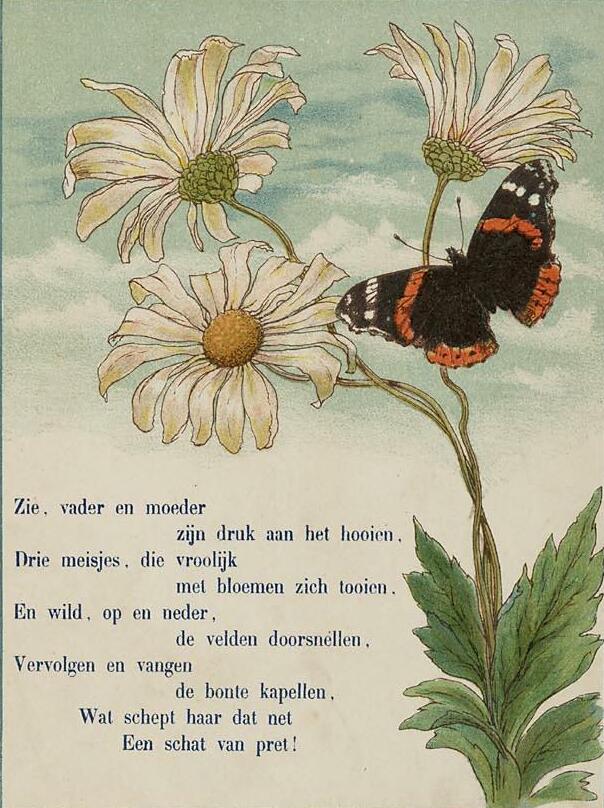 Zie, vader en moeder
zijn druk aan het hooien,
Drie meisjes, die vroolijk
met bloemen zich tooien,
En wild, op en neder,
de velden doorsnellen,
Vervolgen en vangen
de bonte kapellen,
Wat schept haar dat net
Een schat van pret!